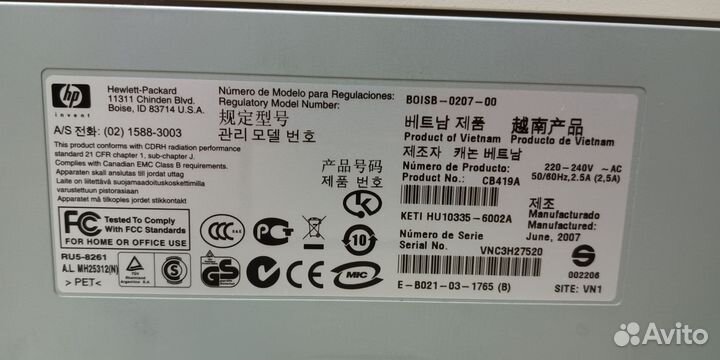 hp
invent
Hewlett-Packard
11311 Chinden Blvd.
Boise, ID 83714 U.S.A.
A/S 전화: (02) 1588-3003
This product conforms with CDRH radiation performance
standard 21 CFR chapter 1, sub-chapter J.
Complies with Canadian EMC Class B requirements.
Apparaten skall anslutas till jordat uttag
Laite on liitettävä suojamaadoituskoskettimilla
varustettuun pistorasiaan
Apparatet må tilkoples jordet stikkontakt
FC Tested To Comply
With FCC Standards
FOR HOME OR OFFICE USE
RU5-8261
A.L. MH25312(N)
>PET<
Número de Modelo para Regulaciones:
Regulatory Model Number:
规定型号
관리 모델 번호
BOISB-0207-00
베트남 제품 越南产品
Product of Vietnam Producto de Vietnam
제조자 캐논 베트남
产品号码
제품 번호
Número de Producto:
Product No.: CB419A
220-240V ~ AC
50/60Hz, 2.5A (2,5A)
KETI HU10335-6002A
제조
Manufacturado
Manufactured
June, 2007
Número de Serie
Serial No. VNC3H27520
E-B021-03-1765 (B)
002206
SITE: VN1
CCC
10
TÜV
Rheinland
Argentina S.A.
S
GS
MIC
Avito